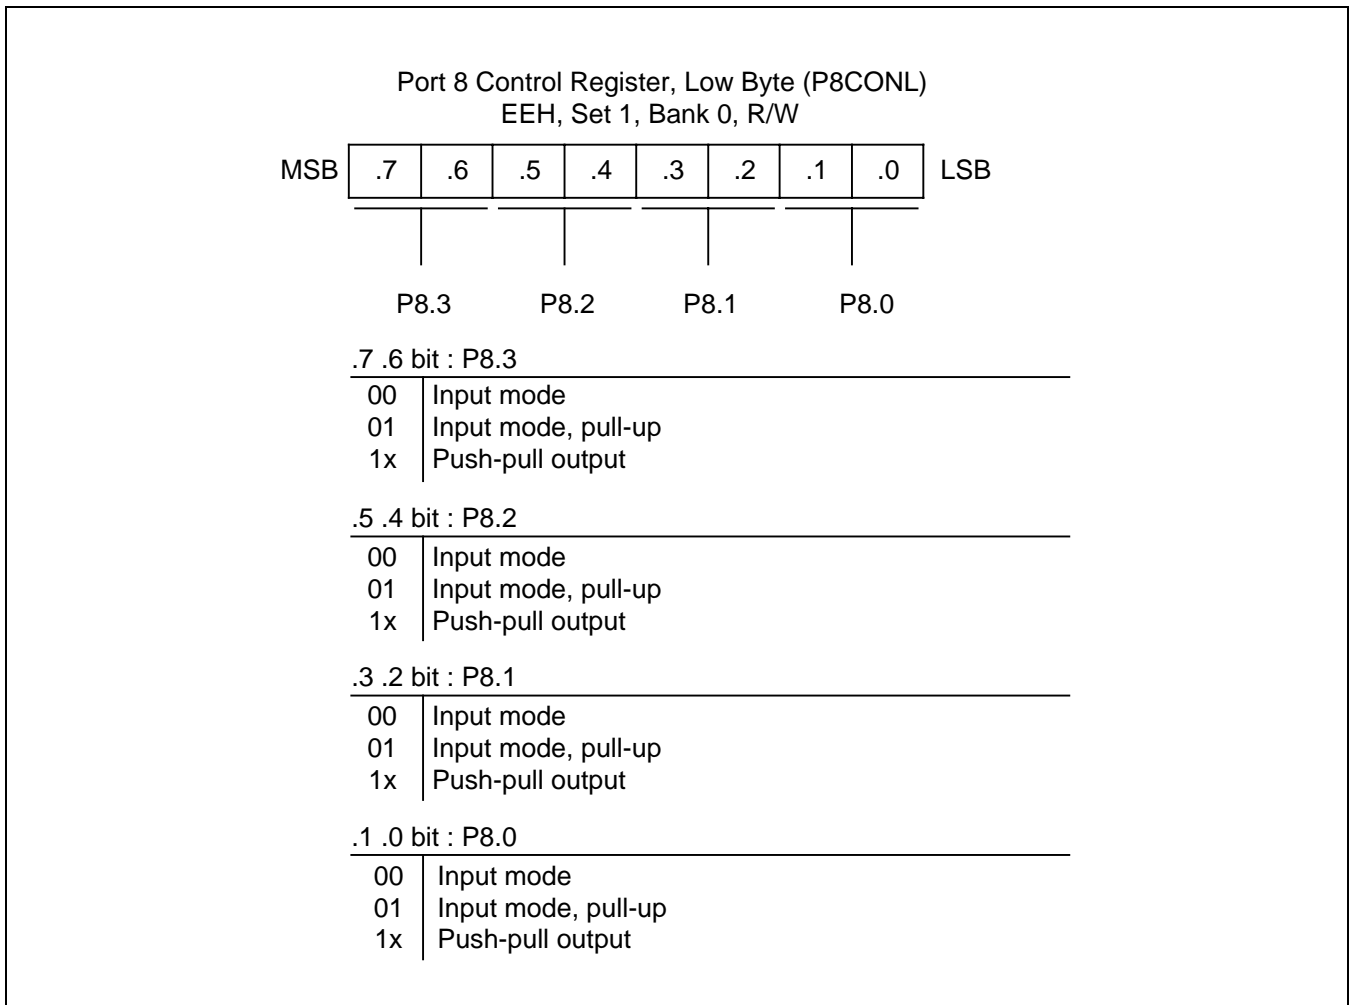 Port 8 Control Register, Low Byte (P8CONL)
EEH, Set 1, Bank 0, R/W
MSB .7 .6 .5 .4 .3 .2 .1 .0 LSB
P8.3 P8.2 P8.1 P8.0
.7 .6 bit : P8.3
00 Input mode
01 Input mode, pull-up
1x Push-pull output
.5 .4 bit : P8.2
00 Input mode
01 Input mode, pull-up
1x Push-pull output
.3 .2 bit : P8.1
00 Input mode
01 Input mode, pull-up
1x Push-pull output
.1 .0 bit : P8.0
00 Input mode
01 Input mode, pull-up
1x Push-pull output